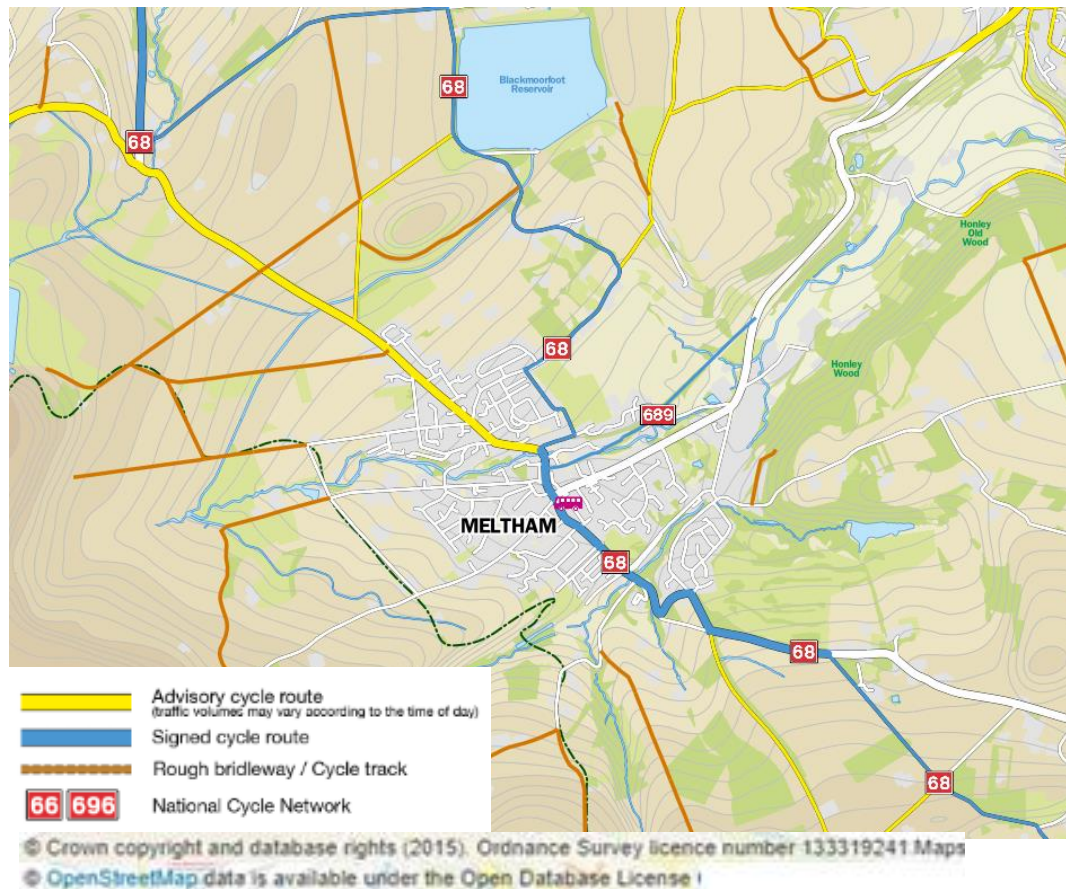 68
Blackmoorfoot
Reservoir
68
Honley
Old
Wood
68
Honley
Wood
689
MELTHAM
68
68
68
Advisory cycle route
(traffic volumes may vary according to the time of day)
Signed cycle route
Rough bridleway / Cycle track
66 696 National Cycle Network
© Crown copyright and database rights (2015). Ordnance Survey licence number 133319241.Maps
© OpenStreetMap data is available under the Open Database License